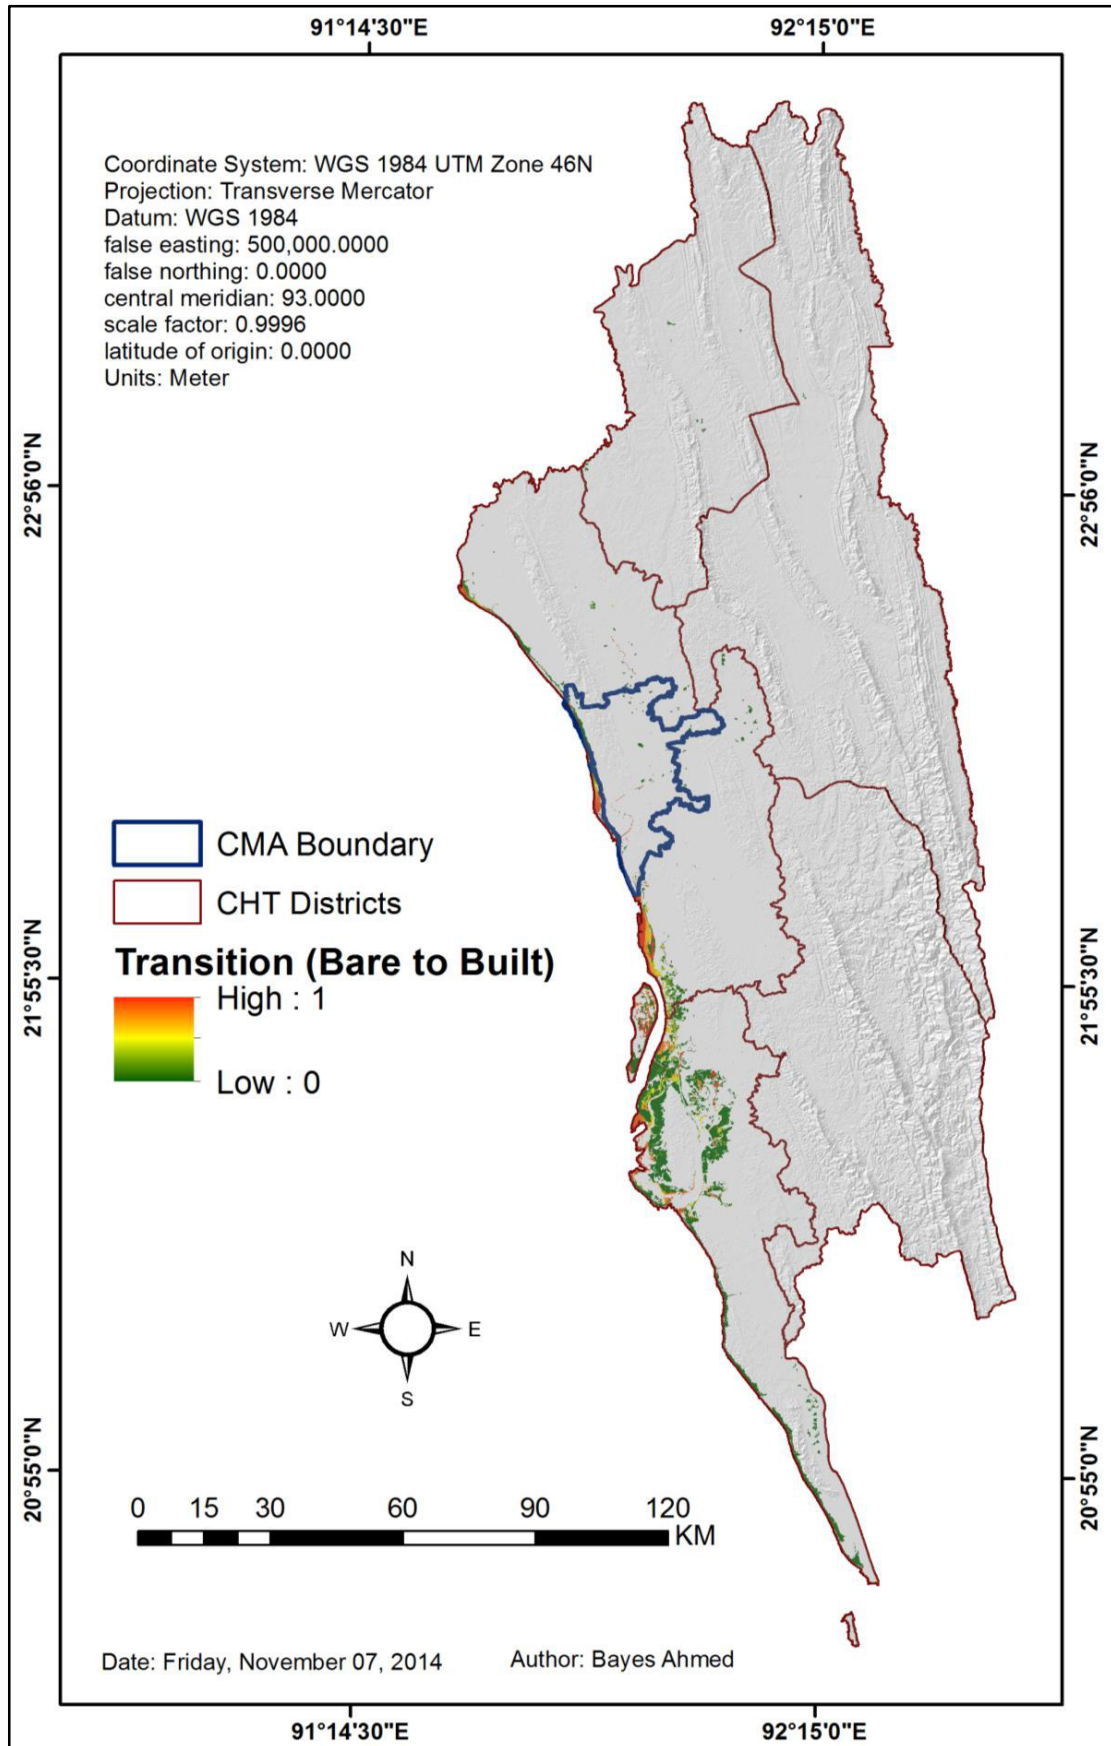 91°14'30"E
92°15'0"E
Coordinate System: WGS 1984 UTM Zone 46N
Projection: Transverse Mercator
Datum: WGS 1984
false easting: 500,000.0000
false northing: 0.0000
central meridian: 93.0000
scale factor: 0.9996
latitude of origin: 0.0000
Units: Meter
22°56'0"N
22°56'0"N
CMA Boundary
CHT Districts
Transition (Bare to Built)
High : 1
Low : 0
21°55'30"N
21°55'30"N
N
W
E
S
20°55'0"N
20°55'0"N
0 15 30 60 90 120
KM
Date: Friday, November 07, 2014
Author: Bayes Ahmed
91°14'30"E
92°15'0"E